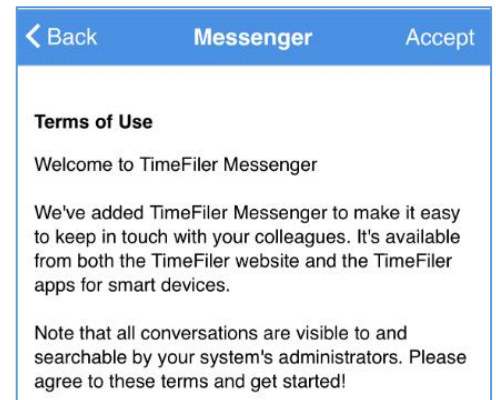 Back Messenger Accept
Terms of Use
Welcome to TimeFiler Messenger
We've added TimeFiler Messenger to make it easy
to keep in touch with your colleagues. It's available
from both the TimeFiler website and the TimeFiler
apps for smart devices.
Note that all conversations are visible to and
searchable by your system's administrators. Please
agree to these terms and get started!